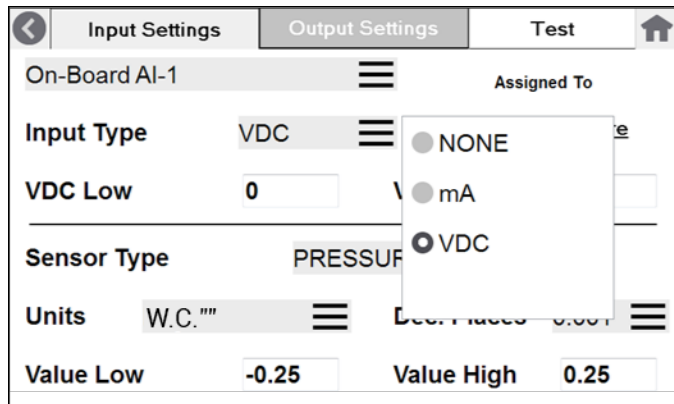 Input Settings Output Settings Test
On-Board AI-1 Assigned To
Input Type VDC
NONE
VDC Low 0
mA
VDC
Sensor Type
Units W.C.""
Value Low -0.25 Value High 0.25